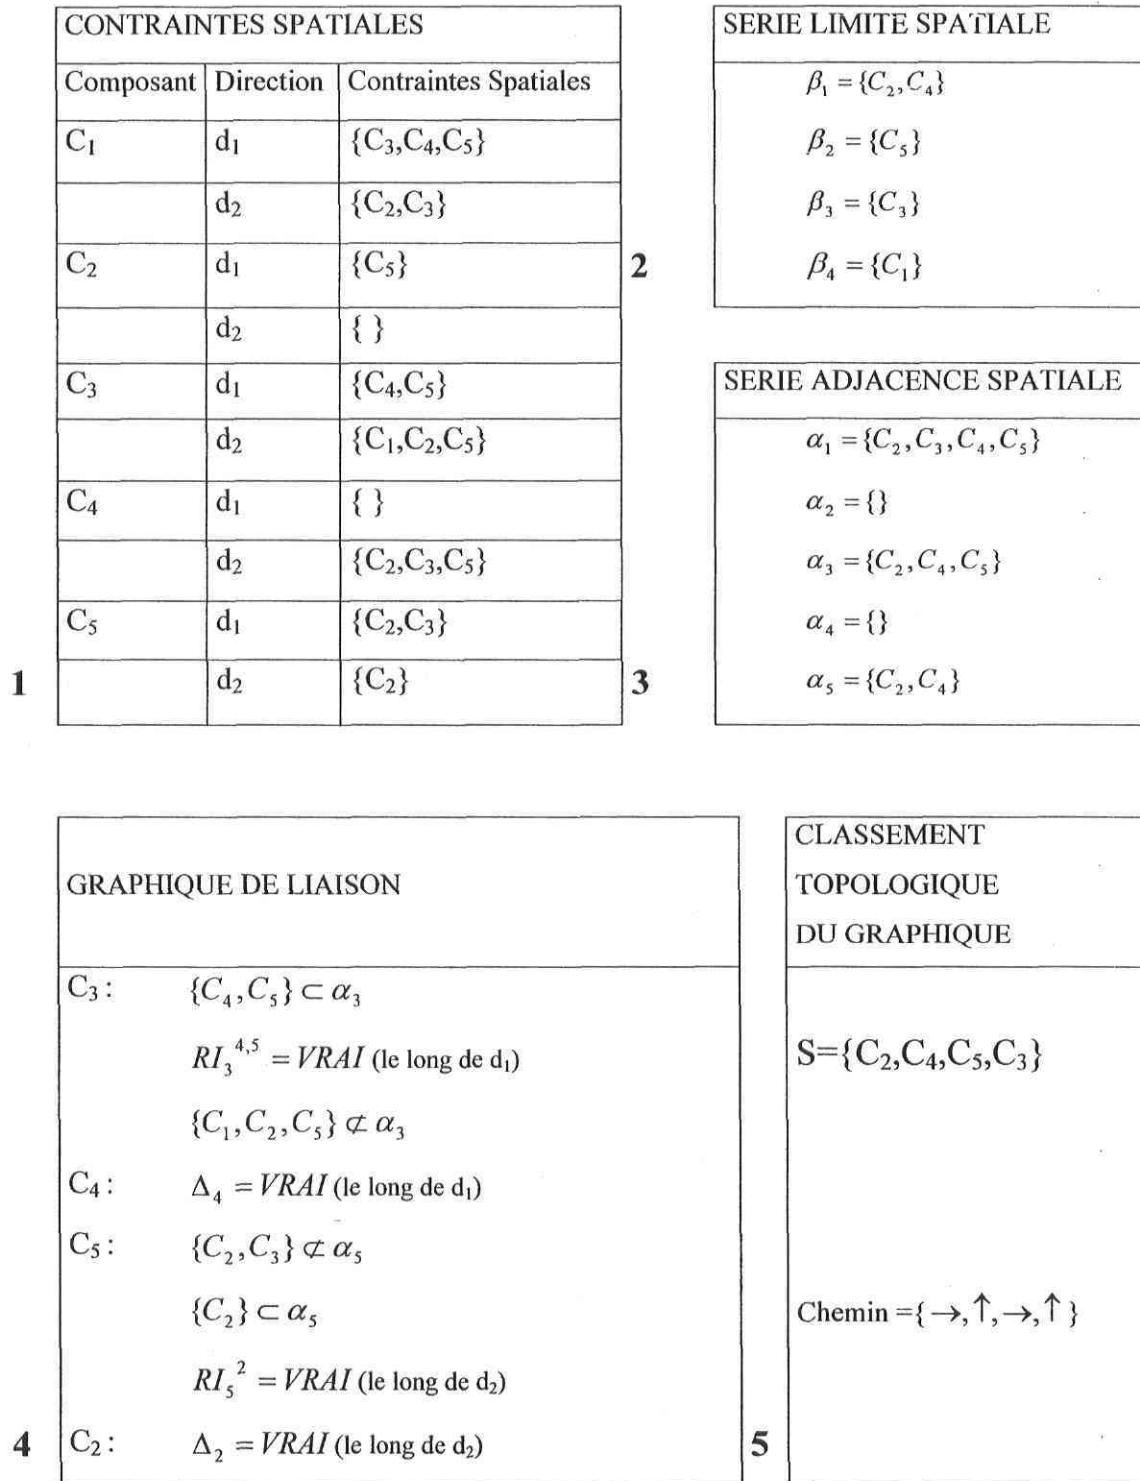 CONTRAINTES SPATIALES
Composant Direction Contraintes Spatiales
C₁ d₁ {C₃,C₄,C₅}
d₂ {C₂,C₃}
C₂ d₁ {C₅}
d₂ { }
C₃ d₁ {C₄,C₅}
d₂ {C₁,C₂,C₅}
C₄ d₁ { }
d₂ {C₂,C₃,C₅}
C₅ d₁ {C₂,C₃}
1 d₂ {C₂}
SERIE LIMITE SPATIALE
β₁ = {C₂,C₄}
β₂ = {C₅}
β₃ = {C₃}
2 β₄ = {C₁}
SERIE ADJACENCE SPATIALE
α₁ = {C₂,C₃,C₄,C₅}
α₂ = {}
α₃ = {C₂,C₄,C₅}
α₄ = {}
3 α₅ = {C₂,C₄}
GRAPHIQUE DE LIAISON
C₃ : {C₄,C₅} ⊂ α₃
RI₃⁴,⁵ = VRAI (le long de d₁)
{C₁,C₂,C₅} ⊄ α₃
C₄ : Δ₄ = VRAI (le long de d₁)
C₅ : {C₂,C₃} ⊄ α₅
{C₂} ⊂ α₅
RI₅² = VRAI (le long de d₂)
4 C₂ : Δ₂ = VRAI (le long de d₂)
CLASSEMENT
TOPOLOGIQUE
DU GRAPHIQUE
S={C₂,C₄,C₅,C₃}
Chemin ={ →,↑,→,↑ }
5